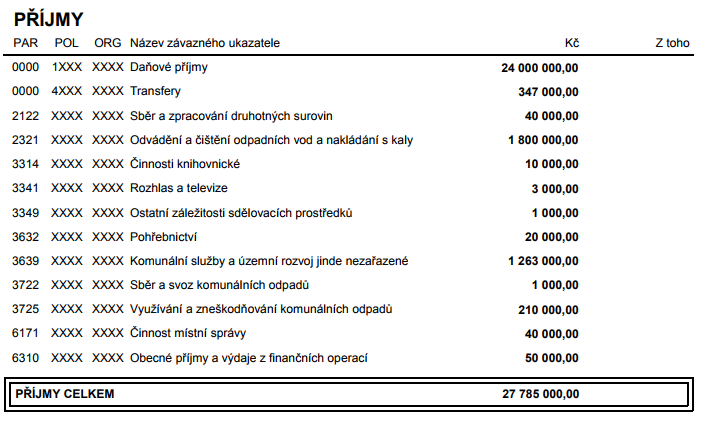 PŘÍJMY
PAR POL ORG Název závazného ukazatele Kč Z toho
0000 1XXX XXXX Daňové příjmy 24 000 000,00
0000 4XXX XXXX Transfery 347 000,00
2122 XXXX XXXX Sběr a zpracování druhotných surovin 40 000,00
2321 XXXX XXXX Odvádění a čištění odpadních vod a nakládání s kaly 1 800 000,00
3314 XXXX XXXX Činnosti knihovnické 10 000,00
3341 XXXX XXXX Rozhlas a televize 3 000,00
3349 XXXX XXXX Ostatní záležitosti sdělovacích prostředků 1 000,00
3632 XXXX XXXX Pohřebnictví 20 000,00
3639 XXXX XXXX Komunální služby a územní rozvoj jinde nezařazené 1 263 000,00
3722 XXXX XXXX Sběr a svoz komunálních odpadů 1 000,00
3725 XXXX XXXX Využívání a zneškodňování komunálních odpadů 210 000,00
6171 XXXX XXXX Činnost místní správy 40 000,00
6310 XXXX XXXX Obecné příjmy a výdaje z finančních operací 50 000,00
PŘÍJMY CELKEM 27 785 000,00